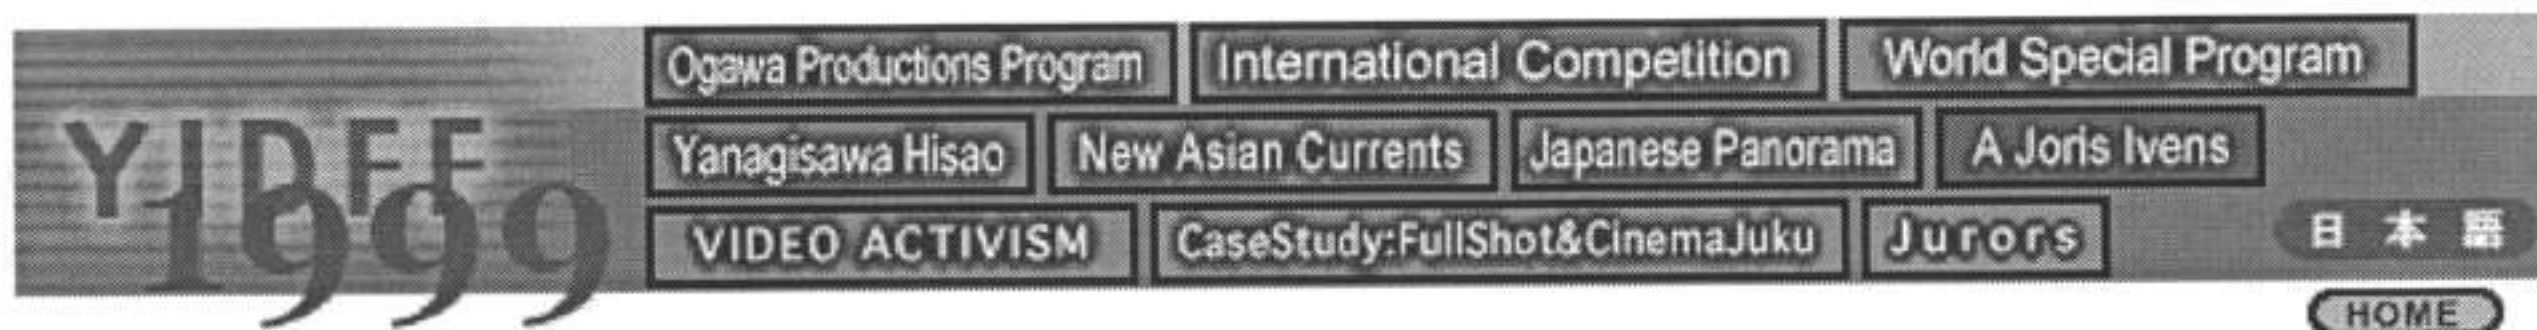 YIDFF
1999
Ogawa Productions Program
International Competition
World Special Program
Yanagisawa Hisao
New Asian Currents
Japanese Panorama
A Joris Ivens
VIDEO ACTIVISM
CaseStudy:FullShot&CinemaJuku
Jurors
日本語
HOME